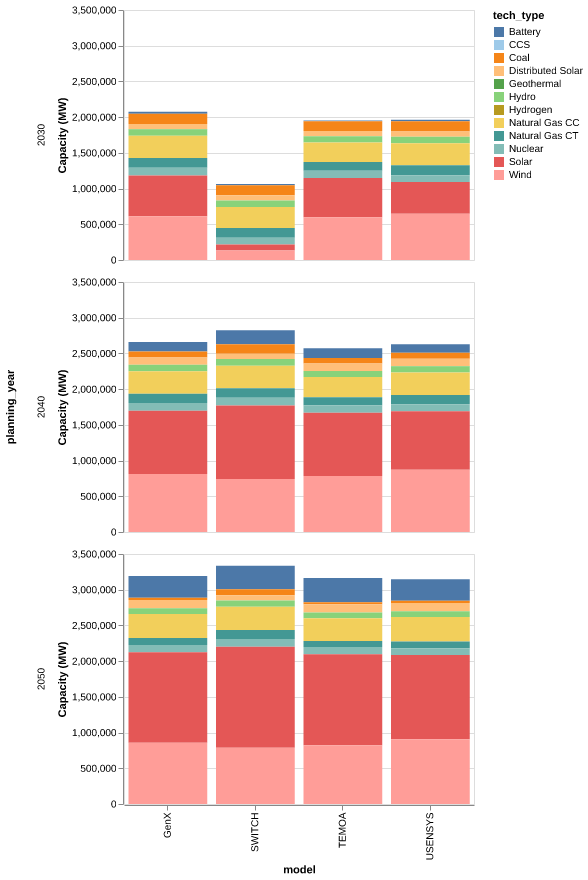 3,500,000
3,000,000
2,500,000
2,000,000
1,500,000
1,000,000
500,000
0
Capacity (MW)
2030
tech_type
Battery
CCS
Coal
Distributed Solar
Geothermal
Hydro
Hydrogen
Natural Gas CC
Natural Gas CT
Nuclear
Solar
Wind
3,500,000
3,000,000
2,500,000
2,000,000
1,500,000
1,000,000
500,000
0
Capacity (MW)
2040
planning_year
3,500,000
3,000,000
2,500,000
2,000,000
1,500,000
1,000,000
500,000
0
Capacity (MW)
2050
GenX
SWITCH
TEMOA
USENSYS
model